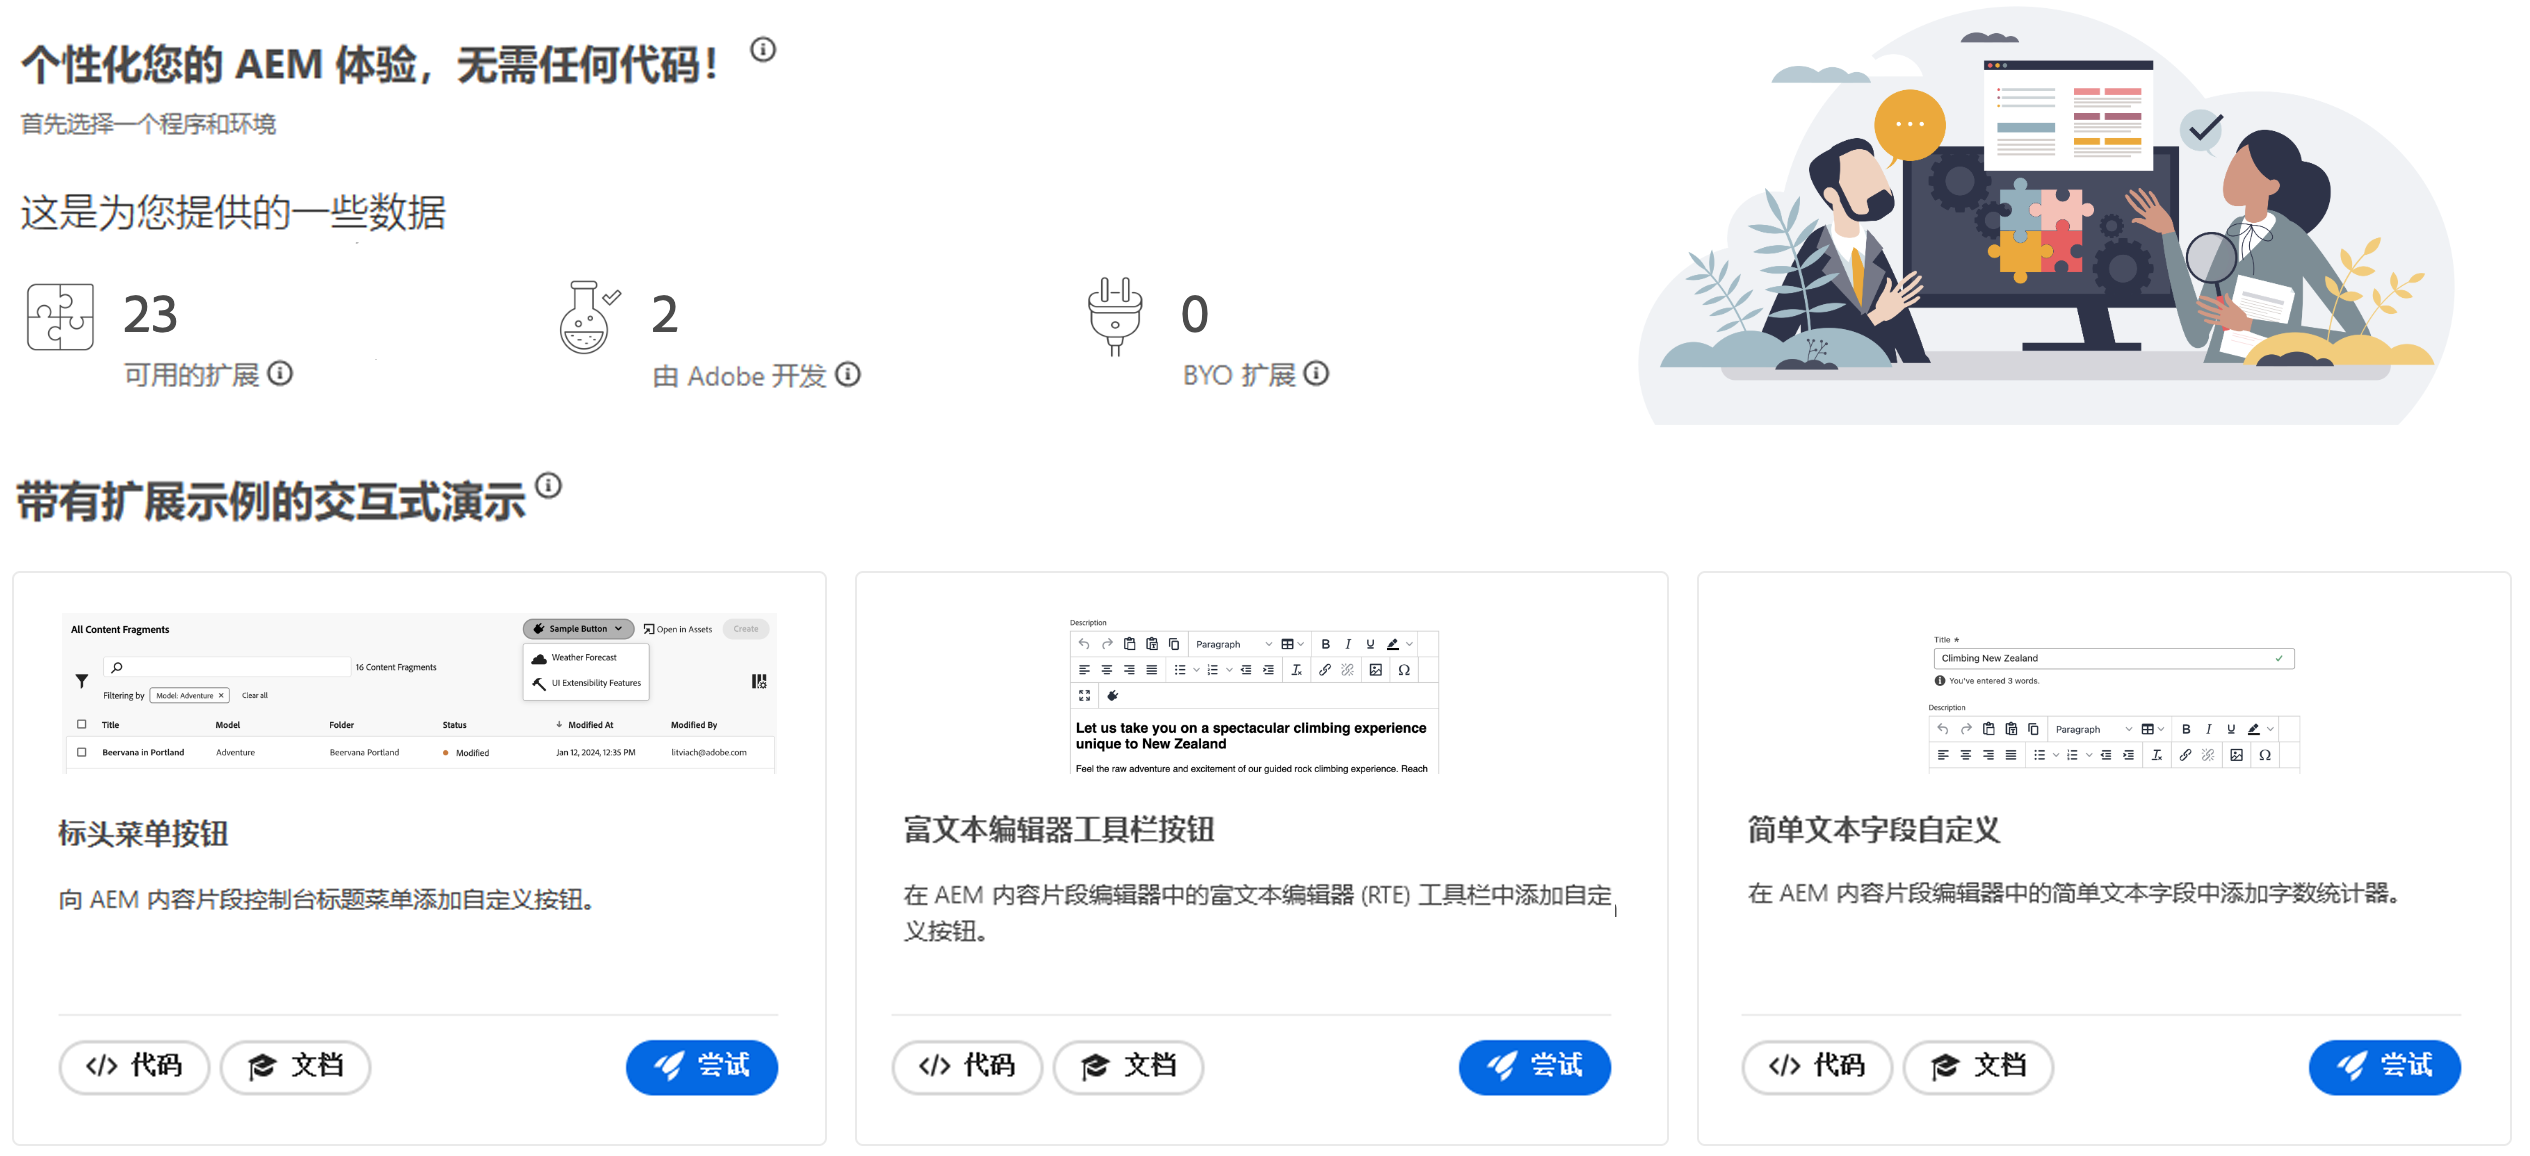 个性化您的 AEM 体验，无需任何代码！
首先选择一个程序和环境
这是为您提供的一些数据
23
可用的扩展
2
由 Adobe 开发
0
BYO 扩展
带有扩展示例的交互式演示
All Content Fragments
Sample Button
Open in Assets
Create
Weather Forecast
UI Extensibility Features
16 Content Fragments
Filtering by
Model: Adventure ×
Clear all
Title Model Folder Status Modified At Modified By
Beervana in Portland Adventure Beervana Portland Modified Jan 12, 2024, 12:35 PM litviach@adobe.com
标头菜单按钮
向 AEM 内容片段控制台标题菜单添加自定义按钮。
</> 代码
文档
尝试
Description
Paragraph
B I U
Ω
Let us take you on a spectacular climbing experience
unique to New Zealand
Feel the raw adventure and excitement of our guided rock climbing experience. Reach
富文本编辑器工具栏按钮
在 AEM 内容片段编辑器中的富文本编辑器 (RTE) 工具栏中添加自定
义按钮。
</> 代码
文档
尝试
Title *
Climbing New Zealand
You've entered 3 words.
Description
Paragraph
B I U
Ω
简单文本字段自定义
在 AEM 内容片段编辑器中的简单文本字段中添加字数统计器。
</> 代码
文档
尝试